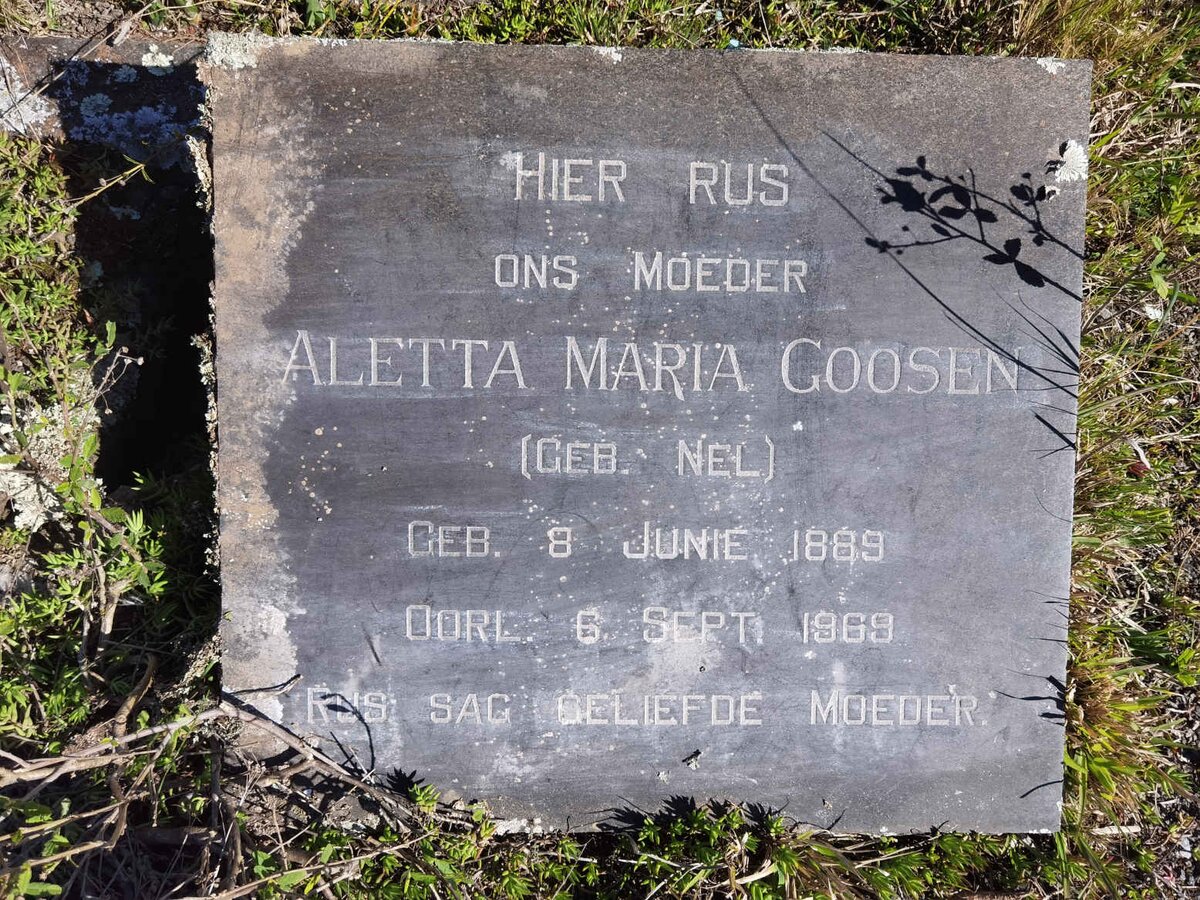 HIER RUS
ONS MOEDER
ALETTA MARIA GOOSEN
(GEB. NEL)
GEB. 8 JUNIE 1889
OORL. 6 SEPT. 1969
RUS SAG GELIEFDE MOEDER.